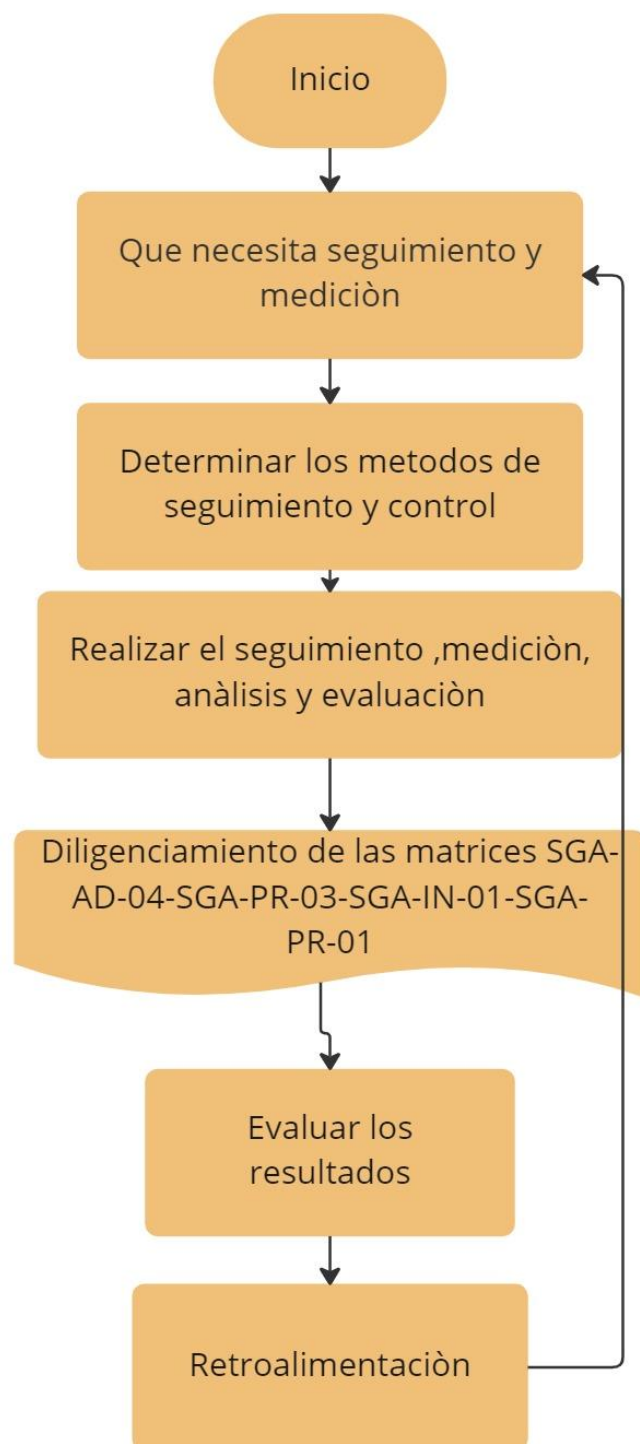 Inicio
Que necesita seguimiento y
mediciòn
Determinar los metodos de
seguimiento y control
Realizar el seguimiento ,mediciòn,
anàlisis y evaluaciòn
Diligenciamiento de las matrices SGA-
AD-04-SGA-PR-03-SGA-IN-01-SGA-
PR-01
Evaluar los
resultados
Retroalimentaciòn